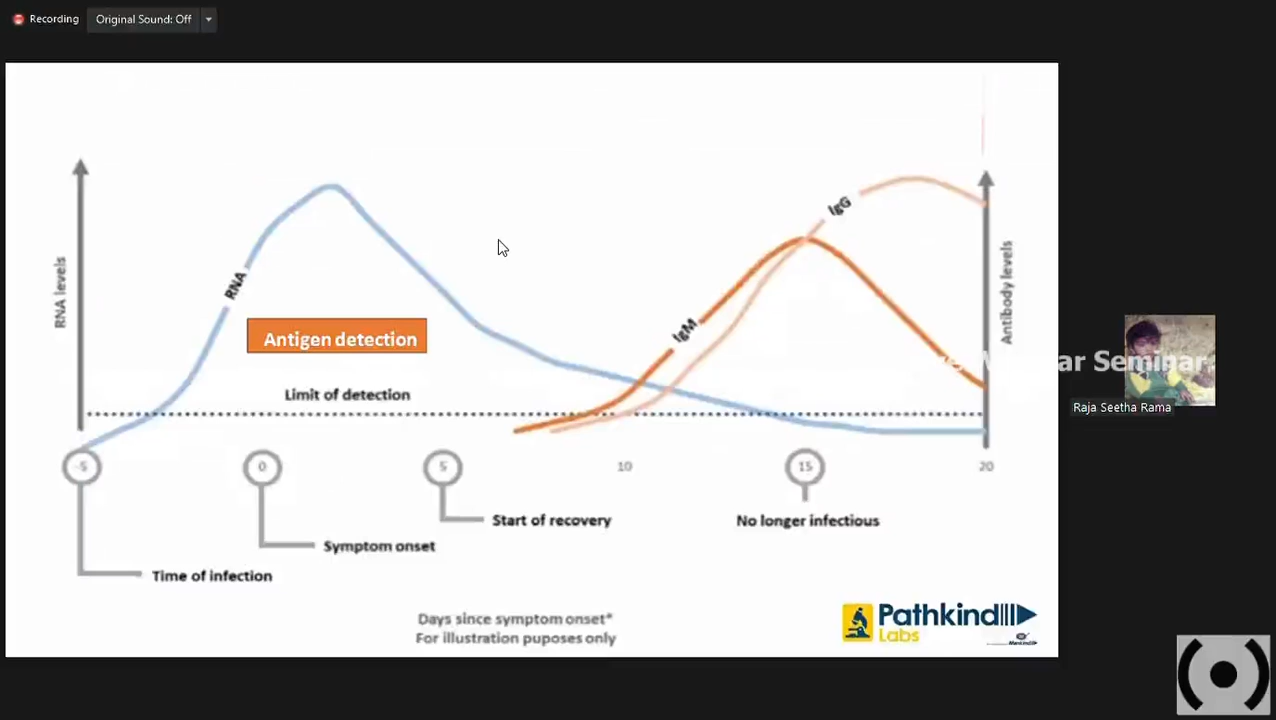 Recording
Original Sound: Off
RNA levels
RNA
Antigen detection
Limit of detection
IgM
IgG
Antibody levels
Seminar
Raja Seetha Rama
-5
0
5
10
15
20
Start of recovery
No longer infectious
Symptom onset
Time of infection
Days since symptom onset*
For illustration puposes only
Pathkind
Labs